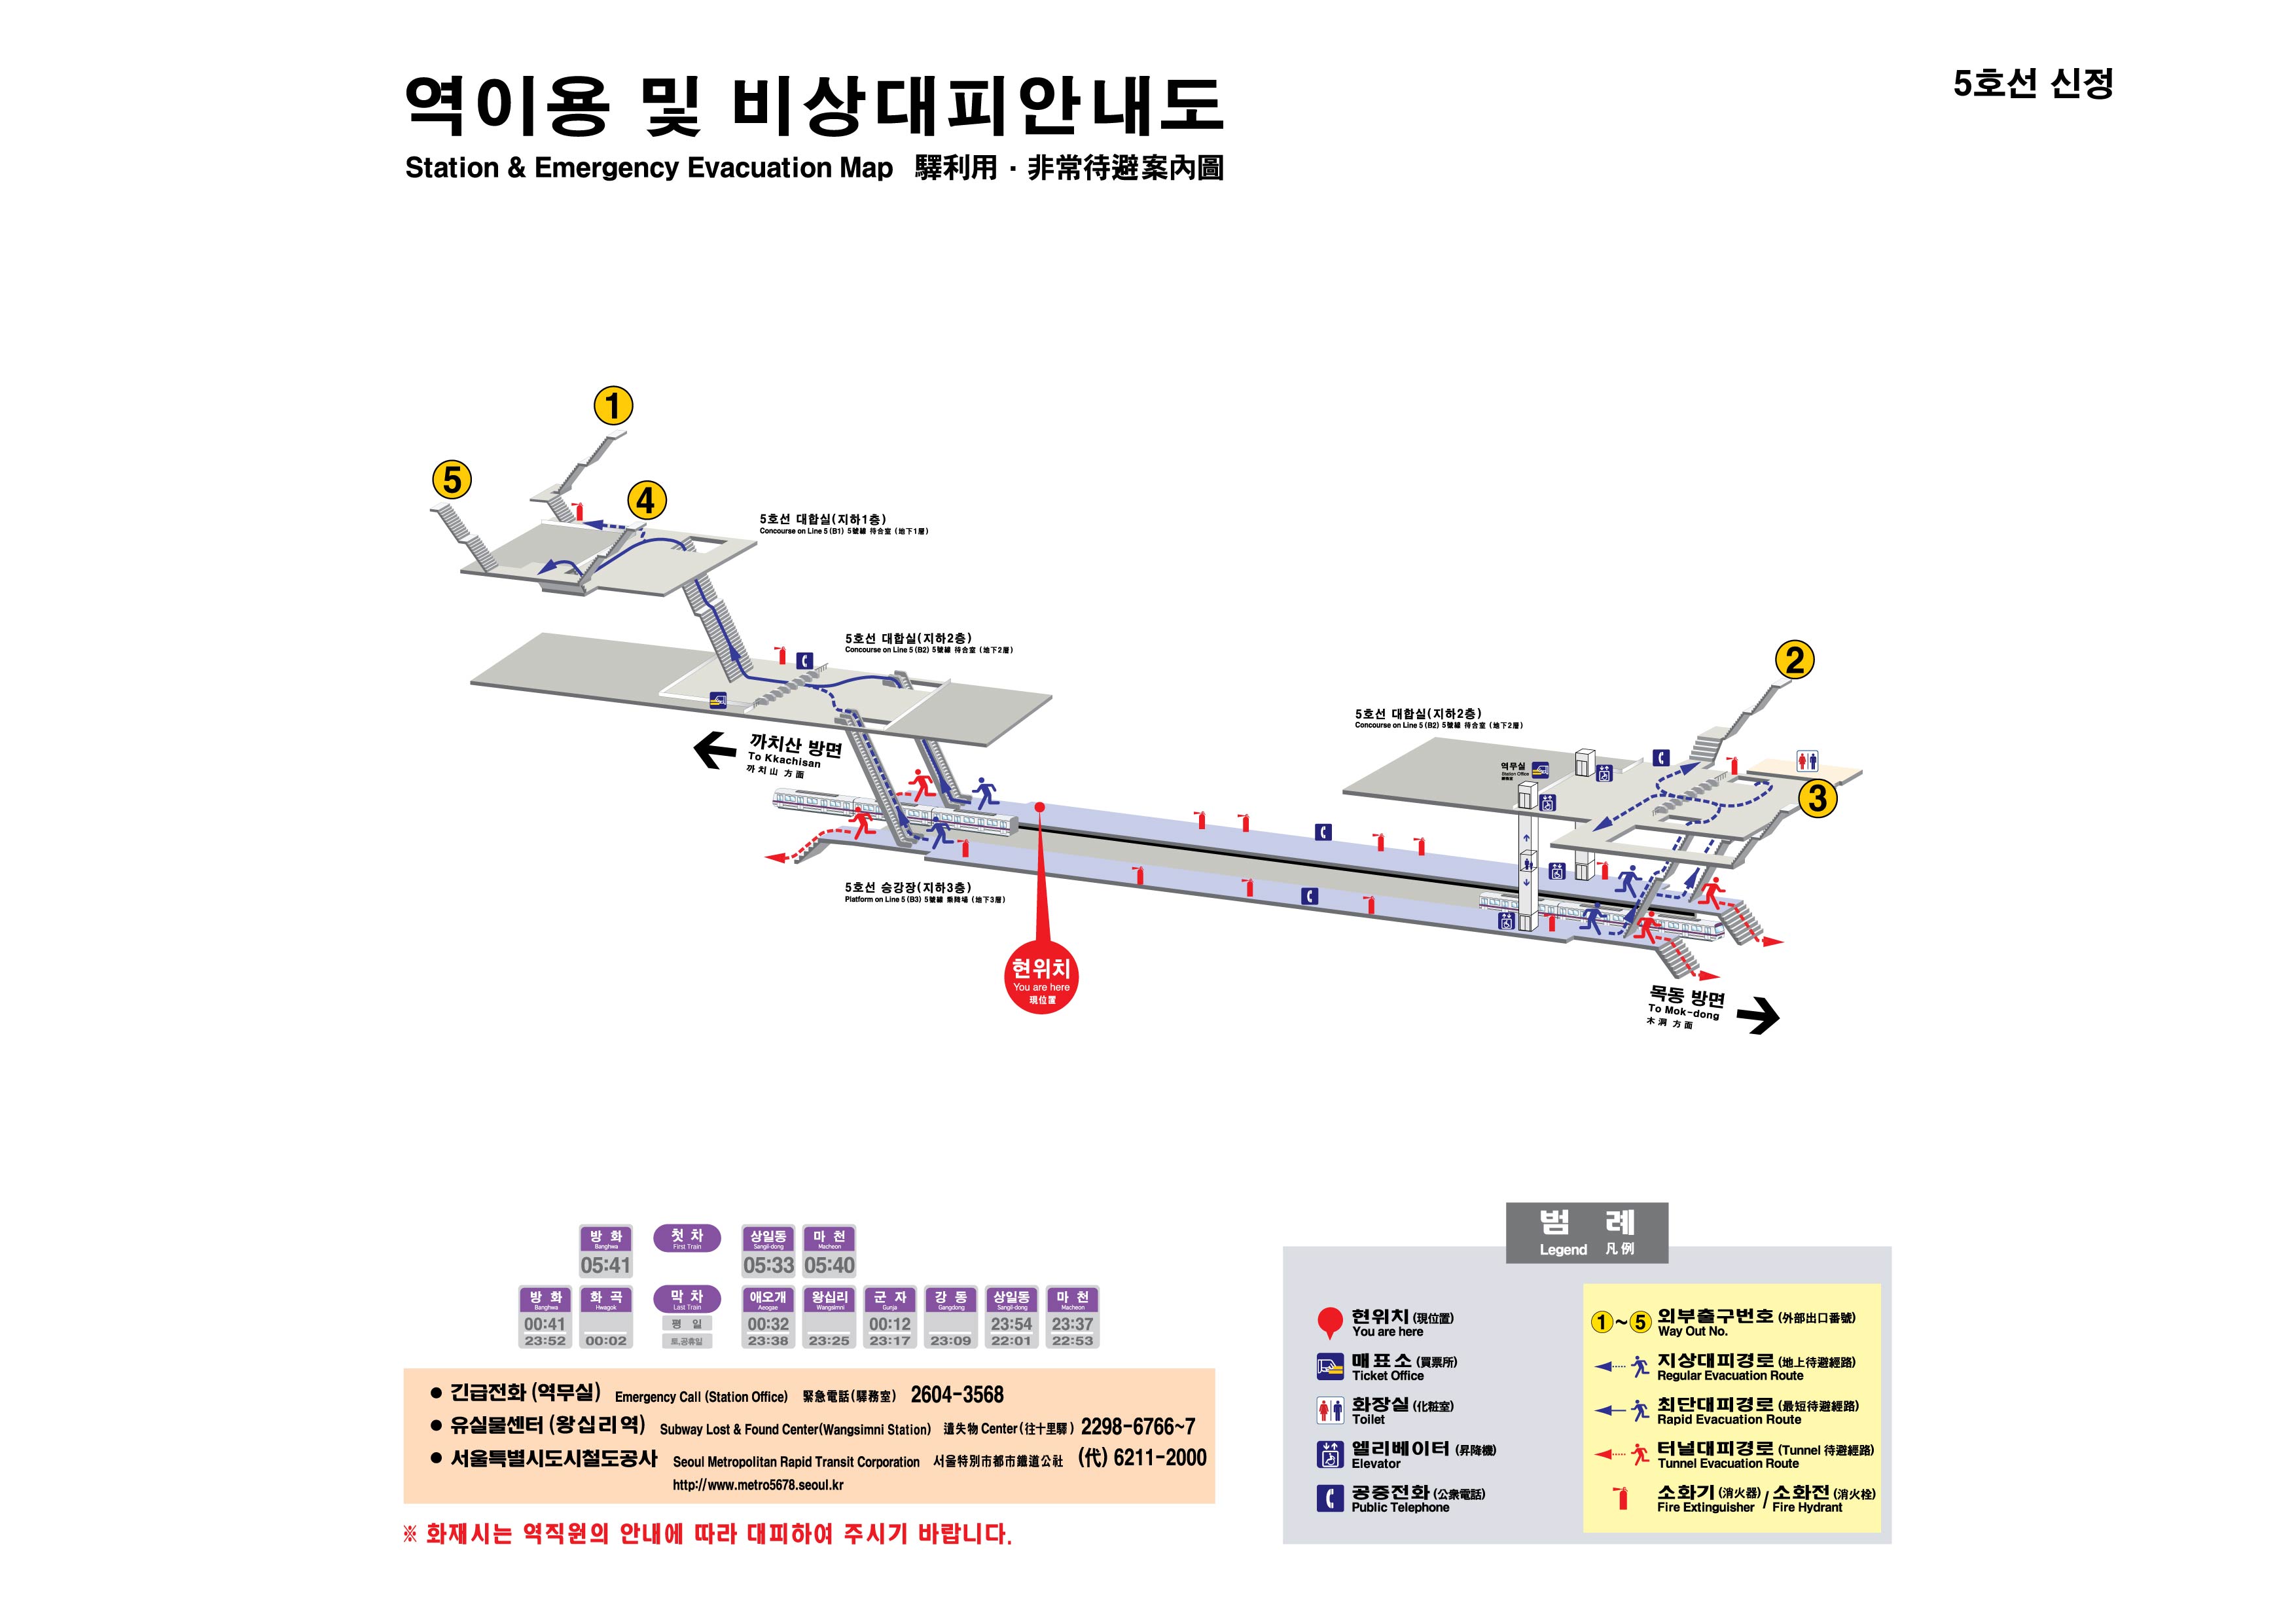 역이용 및 비상대피안내도
Station & Emergency Evacuation Map 驛利用 · 非常待避案內圖
5호선 신정
1
5
4
5호선 대합실(지하1층)
Concourse on Line 5 (B1) 5號線 待合室 (地下1層)
5호선 대합실(지하2층)
Concourse on Line 5 (B2) 5號線 待合室 (地下2層)
까치산 방면
To Kkachisan
까치山 方面
2
5호선 대합실(지하2층)
Concourse on Line 5 (B2) 5號線 待合室 (地下2層)
역무실
Station Office
驛務室
3
5호선 승강장(지하3층)
Platform on Line 5 (B3) 5號線 乘降場 (地下3層)
현위치
You are here
現位置
목동 방면
To Mok-dong
木洞 方面
방 화
Banghwa
05:41
첫 차
First Train
상일동
Sangil-dong
05:33
마 천
Macheon
05:40
방 화
Banghwa
00:41
23:52
화 곡
Hwagok
00:02
막 차
Last Train
평 일
토,공휴일
애오개
Aeogae
00:32
23:38
왕십리
Wangsimni
23:25
군 자
Gunja
00:12
23:17
강 동
Gangdong
23:09
상일동
Sangil-dong
23:54
22:01
마 천
Macheon
23:37
22:53
● 긴급전화 (역무실) Emergency Call (Station Office) 緊急電話(驛務室) 2604-3568
● 유실물센터 (왕십리역) Subway Lost & Found Center(Wangsimni Station) 遺失物 Center (往十里驛) 2298-6766~7
● 서울특별시도시철도공사 Seoul Metropolitan Rapid Transit Corporation 서울特別市都市鐵道公社 (代) 6211-2000
http://www.metro5678.seoul.kr
※ 화재시는 역직원의 안내에 따라 대피하여 주시기 바랍니다.
범 례
Legend 凡例
현위치 (現位置)
You are here
매표소 (買票所)
Ticket Office
화장실 (化粧室)
Toilet
엘리베이터 (昇降機)
Elevator
공중전화 (公衆電話)
Public Telephone
1~5 외부출구번호 (外部出口番號)
Way Out No.
지상대피경로 (地上待避經路)
Regular Evacuation Route
최단대피경로 (最短待避經路)
Rapid Evacuation Route
터널대피경로 (Tunnel 待避經路)
Tunnel Evacuation Route
소화기 (消火器) / 소화전 (消火栓)
Fire Extinguisher / Fire Hydrant